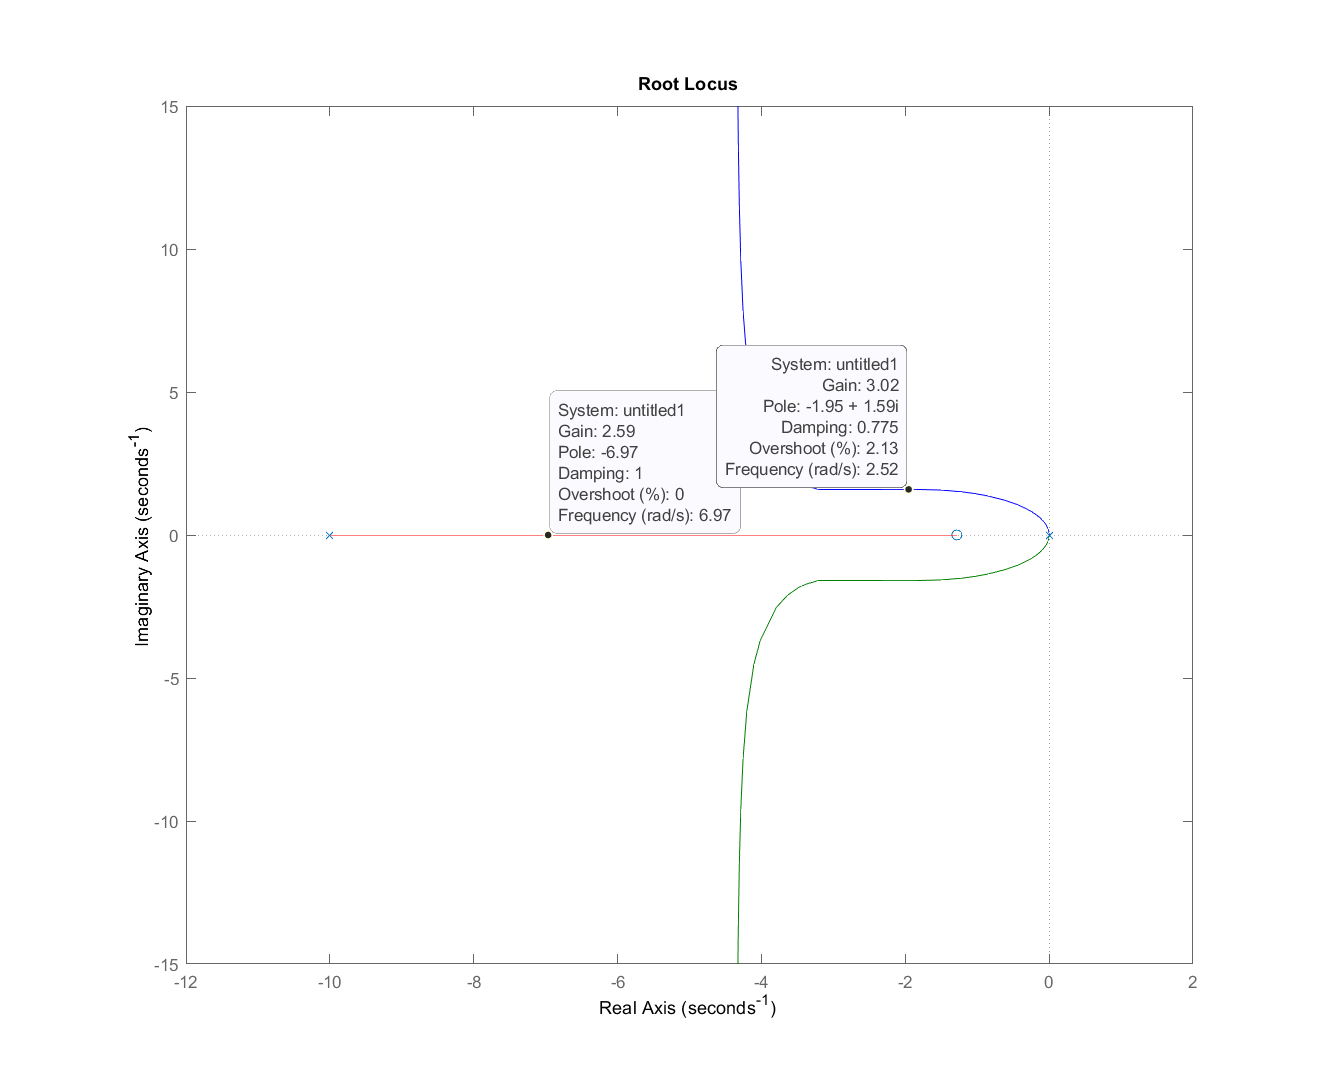 Root Locus
15
10
5
0
-5
-10
-15
Imaginary Axis (seconds-1)
System: untitled1
Gain: 2.59
Pole: -6.97
Damping: 1
Overshoot (%): 0
Frequency (rad/s): 6.97
System: untitled1
Gain: 3.02
Pole: -1.95 + 1.59i
Damping: 0.775
Overshoot (%): 2.13
Frequency (rad/s): 2.52
-12 -10 -8 -6 -4 -2 0 2
Real Axis (seconds-1)